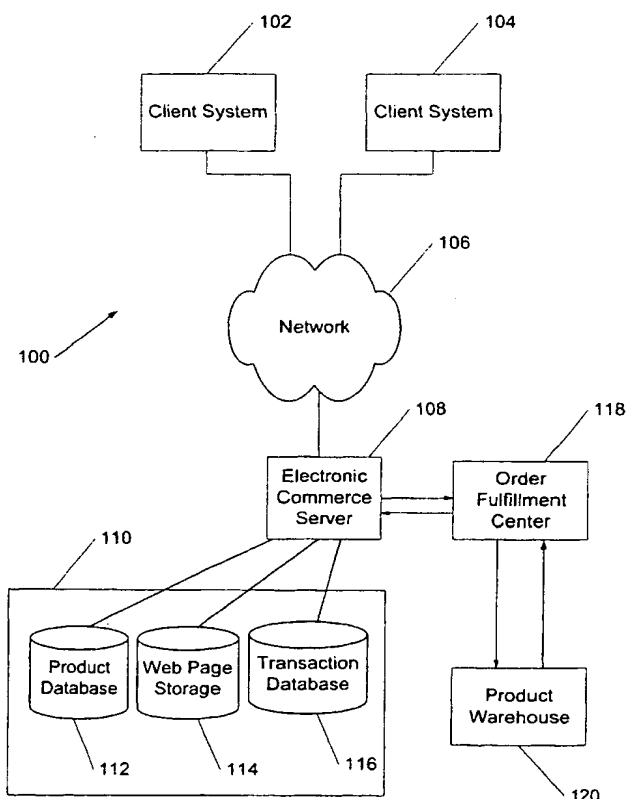 102
104
Client System
Client System
106
Network
100
108
118
Electronic
Commerce
Server
Order
Fulfillment
Center
110
Product
Database
Web Page
Storage
Transaction
Database
Product
Warehouse
112
114
116
120